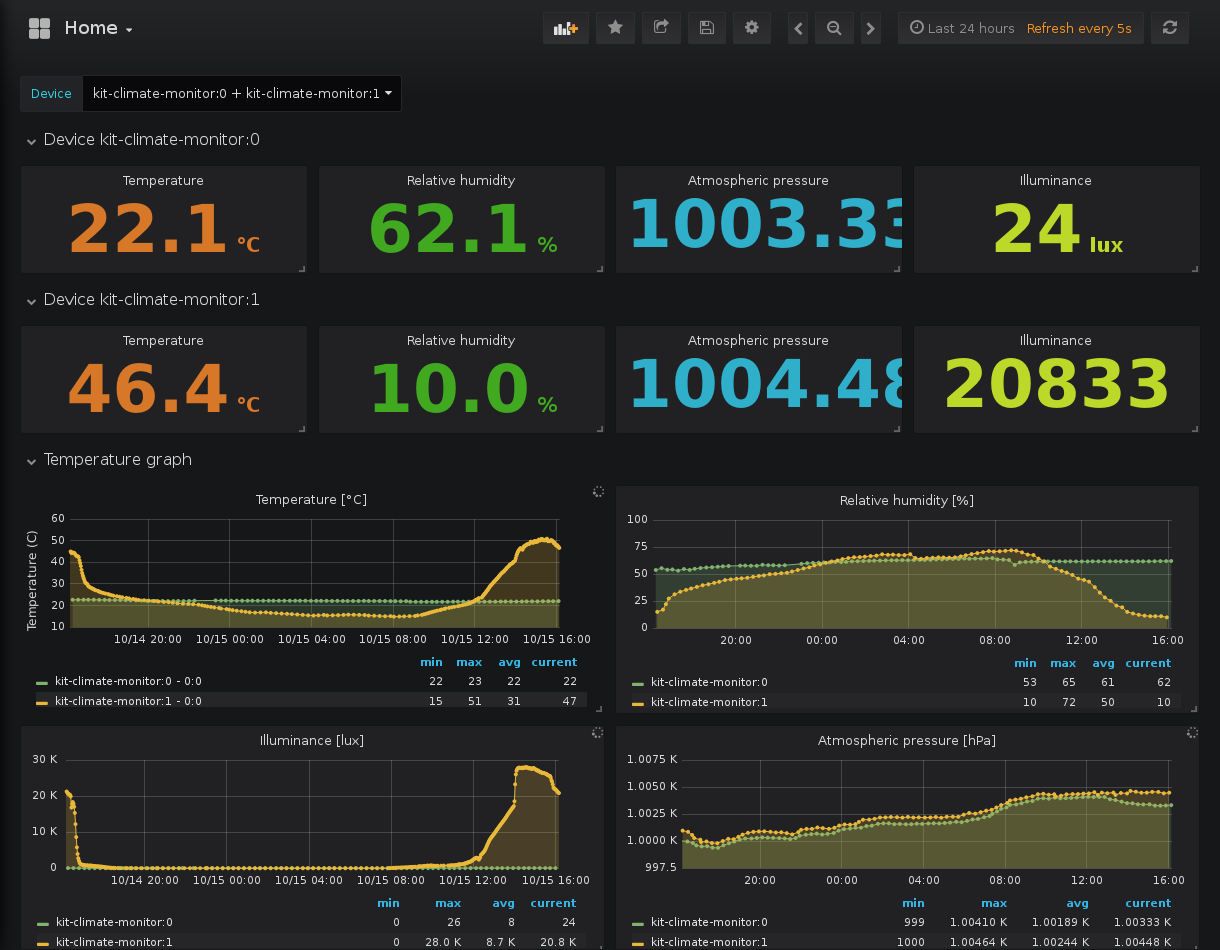 Home
Last 24 hours Refresh every 5s
Device kit-climate-monitor:0 + kit-climate-monitor:1
Device kit-climate-monitor:0
Temperature
22.1 °C
Relative humidity
62.1 %
Atmospheric pressure
1003.33
Illuminance
24 lux
Device kit-climate-monitor:1
Temperature
46.4 °C
Relative humidity
10.0 %
Atmospheric pressure
1004.48
Illuminance
20833
Temperature graph
Temperature [°C]
Temperature (C)
60
50
40
30
20
10
10/14 20:00 10/15 00:00 10/15 04:00 10/15 08:00 10/15 12:00 10/15 16:00
min max avg current
kit-climate-monitor:0 - 0:0 22 23 22 22
kit-climate-monitor:1 - 0:0 15 51 31 47
Relative humidity [%]
100
75
50
25
0
20:00 00:00 04:00 08:00 12:00 16:00
min max avg current
kit-climate-monitor:0 53 65 61 62
kit-climate-monitor:1 10 72 50 10
Illuminance [lux]
30 K
20 K
10 K
0
10/14 20:00 10/15 00:00 10/15 04:00 10/15 08:00 10/15 12:00 10/15 16:00
min max avg current
kit-climate-monitor:0 0 26 8 24
kit-climate-monitor:1 0 28.0 K 8.7 K 20.8 K
Atmospheric pressure [hPa]
1.0075 K
1.0050 K
1.0025 K
1.0000 K
997.5
20:00 00:00 04:00 08:00 12:00 16:00
min max avg current
kit-climate-monitor:0 999 1.00410 K 1.00189 K 1.00333 K
kit-climate-monitor:1 1000 1.00464 K 1.00244 K 1.00448 K